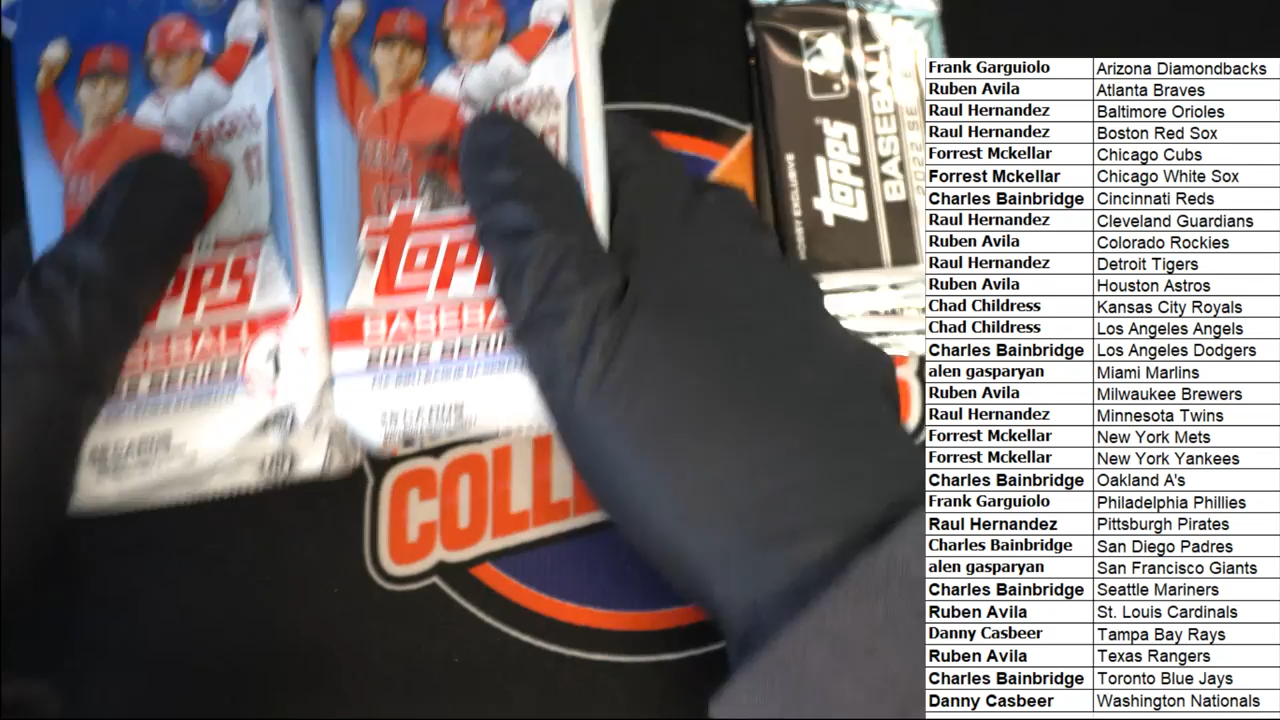 TOPPS
BASEBALL
topps
BASEBALL
2022 SE
COLLE
Frank Garguiolo Arizona Diamondbacks
Ruben Avila Atlanta Braves
Raul Hernandez Baltimore Orioles
Raul Hernandez Boston Red Sox
Forrest Mckellar Chicago Cubs
Forrest Mckellar Chicago White Sox
Charles Bainbridge Cincinnati Reds
Raul Hernandez Cleveland Guardians
Ruben Avila Colorado Rockies
Raul Hernandez Detroit Tigers
Ruben Avila Houston Astros
Chad Childress Kansas City Royals
Chad Childress Los Angeles Angels
Charles Bainbridge Los Angeles Dodgers
alen gasparyan Miami Marlins
Ruben Avila Milwaukee Brewers
Raul Hernandez Minnesota Twins
Forrest Mckellar New York Mets
Forrest Mckellar New York Yankees
Charles Bainbridge Oakland A's
Frank Garguiolo Philadelphia Phillies
Raul Hernandez Pittsburgh Pirates
Charles Bainbridge San Diego Padres
alen gasparyan San Francisco Giants
Charles Bainbridge Seattle Mariners
Ruben Avila St. Louis Cardinals
Danny Casbeer Tampa Bay Rays
Ruben Avila Texas Rangers
Charles Bainbridge Toronto Blue Jays
Danny Casbeer Washington Nationals